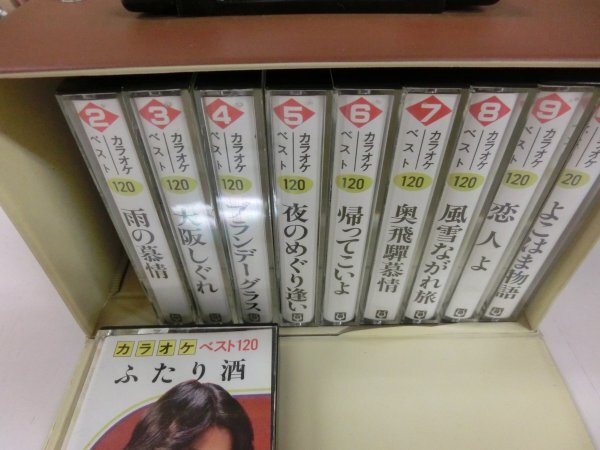 2 カラオケ ベスト 120 雨の慕情
3 カラオケ ベスト 120 大阪しぐれ
4 カラオケ ベスト 120 ブランデーグラス
5 カラオケ ベスト 120 夜のめぐり逢い
6 カラオケ ベスト 120 帰ってこいよ
7 カラオケ ベスト 120 奥飛驒慕情
8 カラオケ ベスト 120 風雪ながれ旅
9 カラオケ ベスト 120 恋人よ
20 よこはま物語
カラオケ ベスト120
ふたり酒